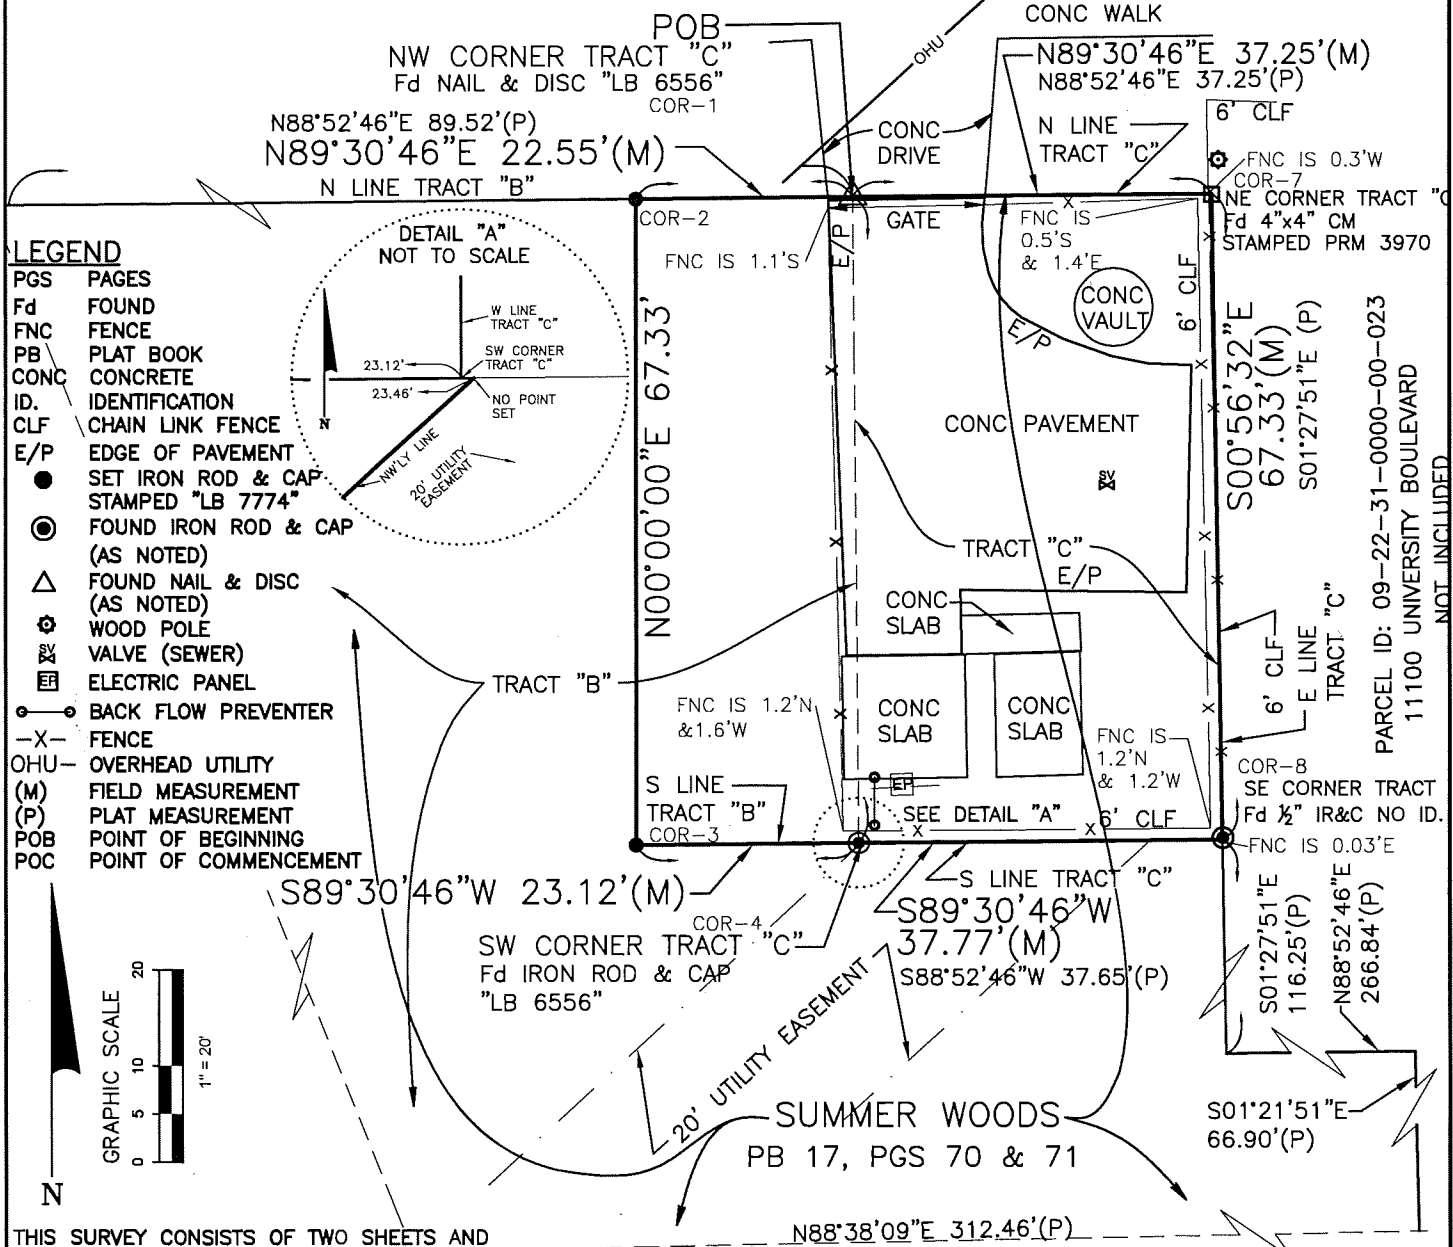 POB
NW CORNER TRACT "C"
Fd NAIL & DISC "LB 6556"
COR-1
N88°52'46"E 89.52'(P)
N89°30'46"E 22.55'(M)
N LINE TRACT "B"
OHU
CONC WALK
N89°30'46"E 37.25'(M)
N88°52'46"E 37.25'(P)
CONC
DRIVE
N LINE
TRACT "C"
6' CLF
FNC IS 0.3'W
COR-7
NE CORNER TRACT "C
Fd 4"x4" CM
STAMPED PRM 3970
COR-2
GATE
E/P
FNC IS 1.1'S
FNC IS
0.5'S
& 1.4'E
CONC
VAULT
6' CLF
E/P
LEGEND
PGS PAGES
Fd FOUND
FNC FENCE
PB PLAT BOOK
CONC CONCRETE
ID. IDENTIFICATION
CLF CHAIN LINK FENCE
E/P EDGE OF PAVEMENT
SET IRON ROD & CAP
STAMPED "LB 7774"
FOUND IRON ROD & CAP
(AS NOTED)
FOUND NAIL & DISC
(AS NOTED)
WOOD POLE
SV VALVE (SEWER)
EP ELECTRIC PANEL
BACK FLOW PREVENTER
—X— FENCE
OHU— OVERHEAD UTILITY
(M) FIELD MEASUREMENT
(P) PLAT MEASUREMENT
POB POINT OF BEGINNING
POC POINT OF COMMENCEMENT
DETAIL "A"
NOT TO SCALE
W LINE
TRACT "C"
SW CORNER
TRACT "C"
23.12'
23.46'
NO POINT
SET
N
NW'LY LINE
20' UTILITY
EASEMENT
N00°00'00"E 67.33'
CONC PAVEMENT
SV
S00°56'32"E
67.33'(M)
S01°27'51"E (P)
PARCEL ID: 09-22-31-0000-00-023
11100 UNIVERSITY BOULEVARD
NOT INCLUDED
TRACT "C"
E/P
CONC
SLAB
TRACT "B"
6' CLF
E LINE
TRACT "C"
FNC IS 1.2'N
&1.6'W
CONC
SLAB
CONC
SLAB
FNC IS
1.2'N
& 1.2'W
EP
S LINE
TRACT "B"
COR-3
SEE DETAIL "A"
6' CLF
COR-8
SE CORNER TRACT
Fd ½" IR&C NO ID.
FNC IS 0.03'E
S89°30'46"W 23.12'(M)
S LINE TRACT "C"
COR-4
SW CORNER TRACT "C"
Fd IRON ROD & CAP
"LB 6556"
S89°30'46"W
37.77'(M)
S88°52'46"W 37.65'(P)
S01°27'51"E
116.25'(P)
N88°52'46"E
266.84'(P)
GRAPHIC SCALE
0 5 10 20
1" = 20'
20' UTILITY EASEMENT
SUMMER WOODS
PB 17, PGS 70 & 71
S01°21'51"E
66.90'(P)
N
N88°38'09"E 312.46'(P)
THIS SURVEY CONSISTS OF TWO SHEETS AND